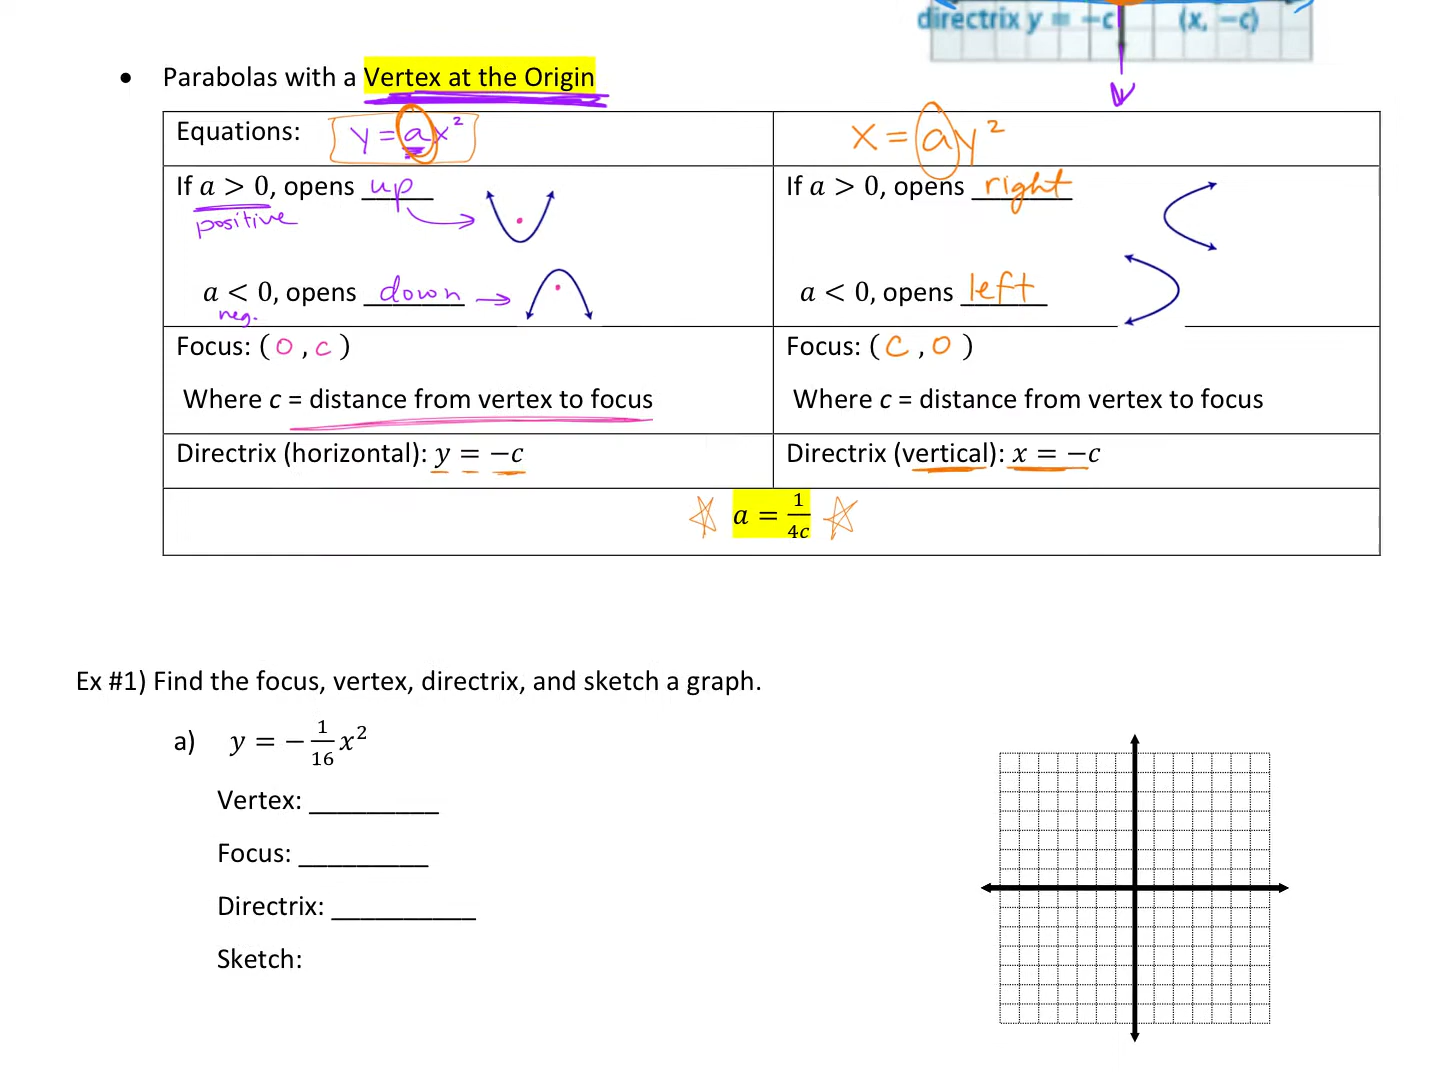 directrix y = −c (x, −c)
• Parabolas with a Vertex at the Origin
Equations: y = ax² x = ay²
If a > 0, opens up If a > 0, opens right
positive
a < 0, opens down a < 0, opens left
neg.
Focus: (0, c) Focus: (C, 0)
Where c = distance from vertex to focus Where c = distance from vertex to focus
Directrix (horizontal): y = −c Directrix (vertical): x = −c
a = 1/4c
Ex #1) Find the focus, vertex, directrix, and sketch a graph.
a) y = −1/16 x²
Vertex: _________
Focus: _________
Directrix: __________
Sketch: